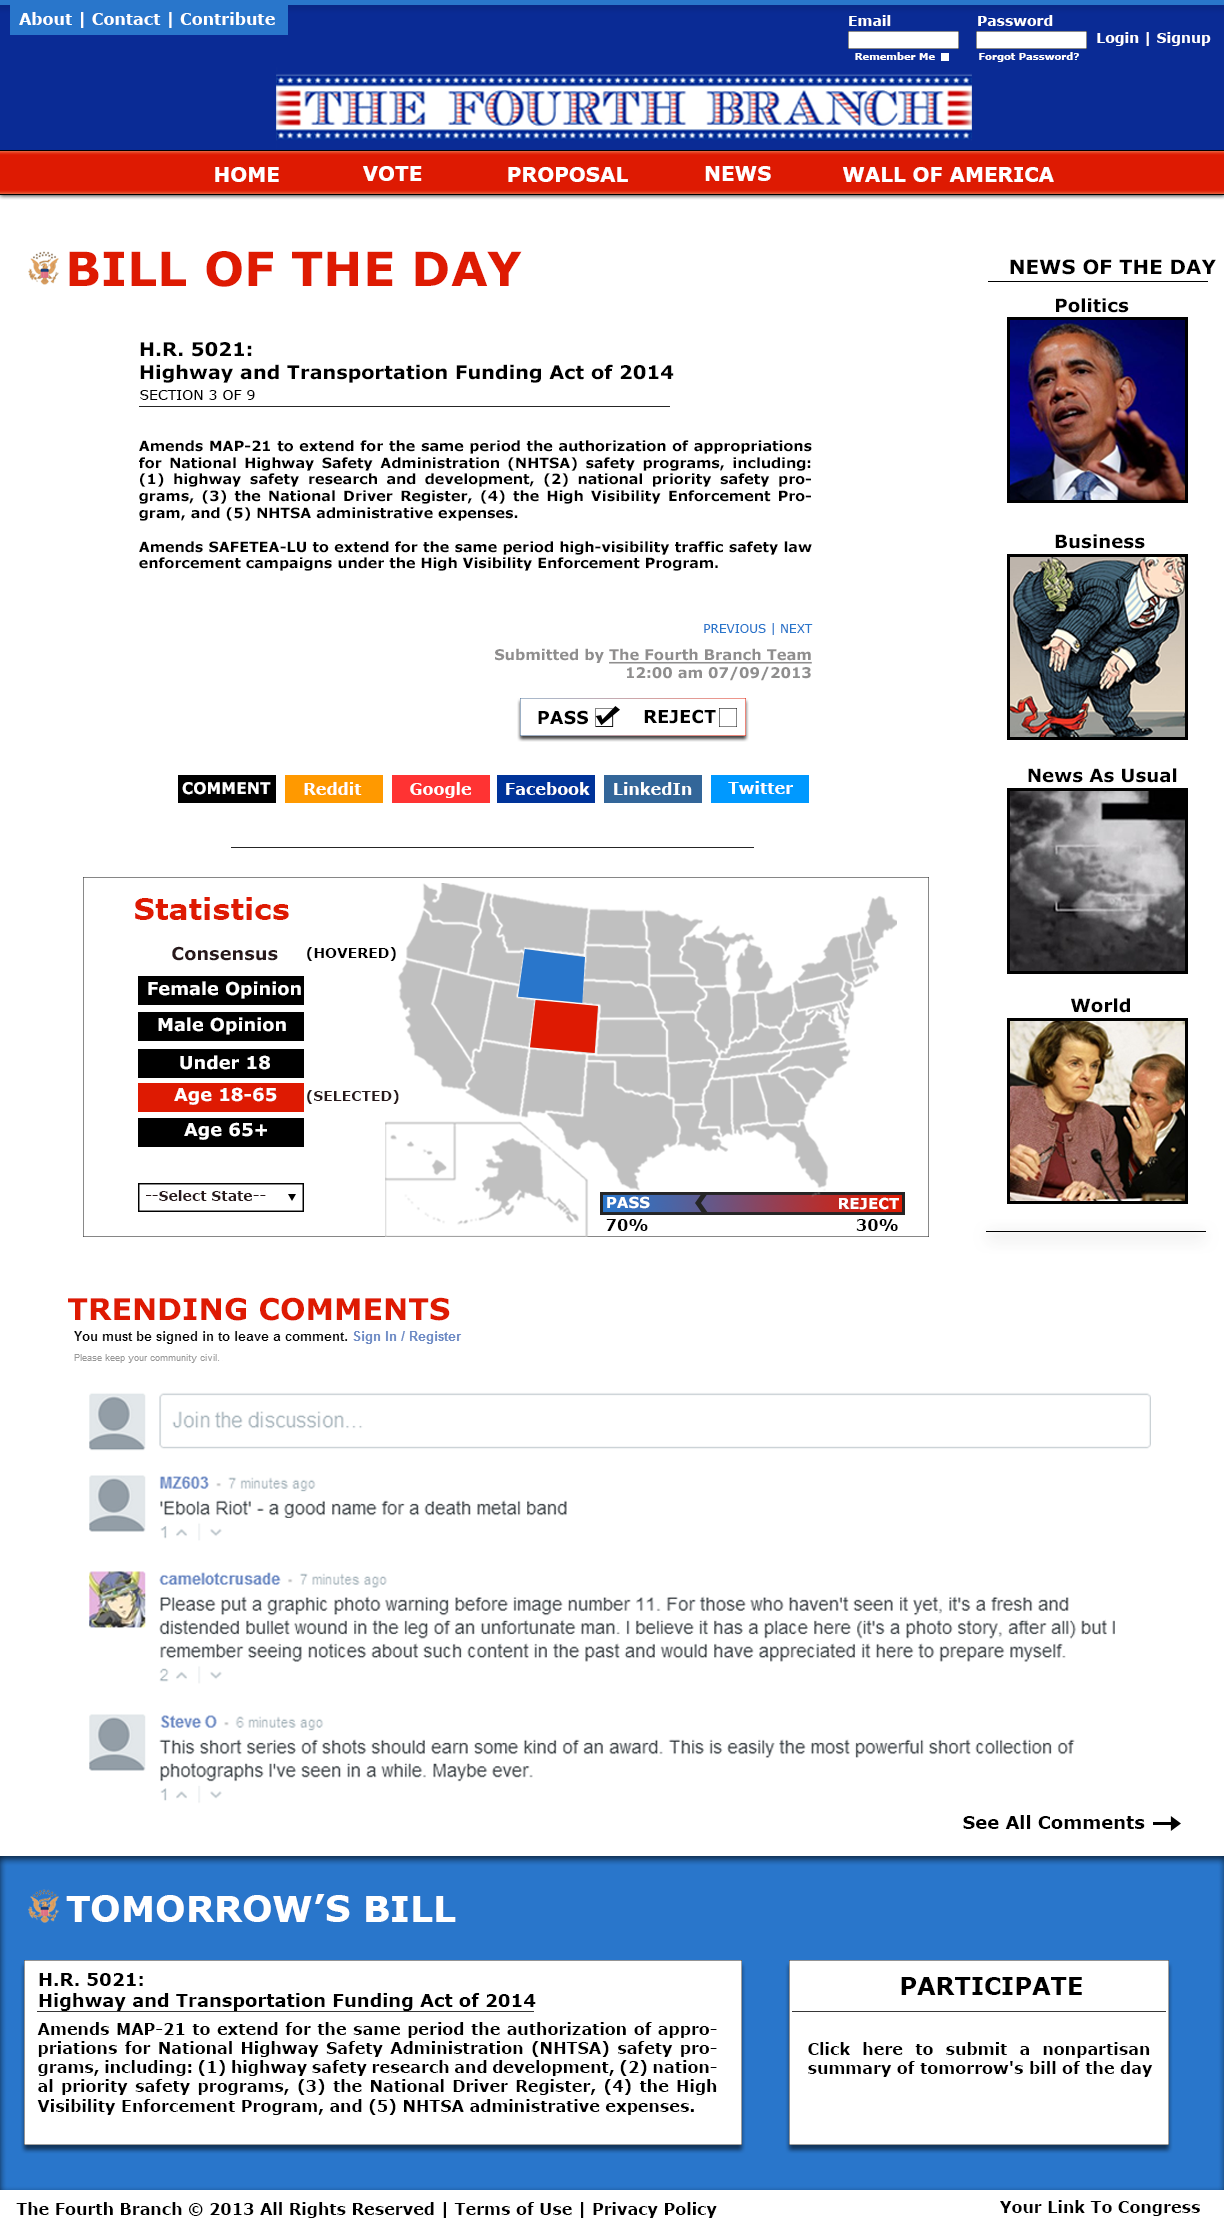 About | Contact | Contribute
Email
Password
Login | Signup
Remember Me
Forgot Password?
THE FOURTH BRANCH
HOME
VOTE
PROPOSAL
NEWS
WALL OF AMERICA
BILL OF THE DAY
H.R. 5021:
Highway and Transportation Funding Act of 2014
SECTION 3 OF 9
Amends MAP-21 to extend for the same period the authorization of appropriations
for National Highway Safety Administration (NHTSA) safety programs, including:
(1) highway safety research and development, (2) national priority safety pro-
grams, (3) the National Driver Register, (4) the High Visibility Enforcement Pro-
gram, and (5) NHTSA administrative expenses.
Amends SAFETEA-LU to extend for the same period high-visibility traffic safety law
enforcement campaigns under the High Visibility Enforcement Program.
PREVIOUS | NEXT
Submitted by The Fourth Branch Team
12:00 am 07/09/2013
PASS
REJECT
COMMENT
Reddit
Google
Facebook
LinkedIn
Twitter
NEWS OF THE DAY
Politics
Business
News As Usual
World
Statistics
Consensus
(HOVERED)
Female Opinion
Male Opinion
Under 18
Age 18-65
(SELECTED)
Age 65+
--Select State--
PASS
REJECT
70%
30%
TRENDING COMMENTS
You must be signed in to leave a comment. Sign In / Register
Please keep your community civil.
Join the discussion...
MZ603 • 7 minutes ago
'Ebola Riot' - a good name for a death metal band
1
camelotcrusade • 7 minutes ago
Please put a graphic photo warning before image number 11. For those who haven't seen it yet, it's a fresh and
distended bullet wound in the leg of an unfortunate man. I believe it has a place here (it's a photo story, after all) but I
remember seeing notices about such content in the past and would have appreciated it here to prepare myself.
2
Steve O • 6 minutes ago
This short series of shots should earn some kind of an award. This is easily the most powerful short collection of
photographs I've seen in a while. Maybe ever.
1
See All Comments
TOMORROW'S BILL
H.R. 5021:
Highway and Transportation Funding Act of 2014
Amends MAP-21 to extend for the same period the authorization of appro-
priations for National Highway Safety Administration (NHTSA) safety pro-
grams, including: (1) highway safety research and development, (2) nation-
al priority safety programs, (3) the National Driver Register, (4) the High
Visibility Enforcement Program, and (5) NHTSA administrative expenses.
PARTICIPATE
Click here to submit a nonpartisan
summary of tomorrow's bill of the day
The Fourth Branch © 2013 All Rights Reserved | Terms of Use | Privacy Policy
Your Link To Congress